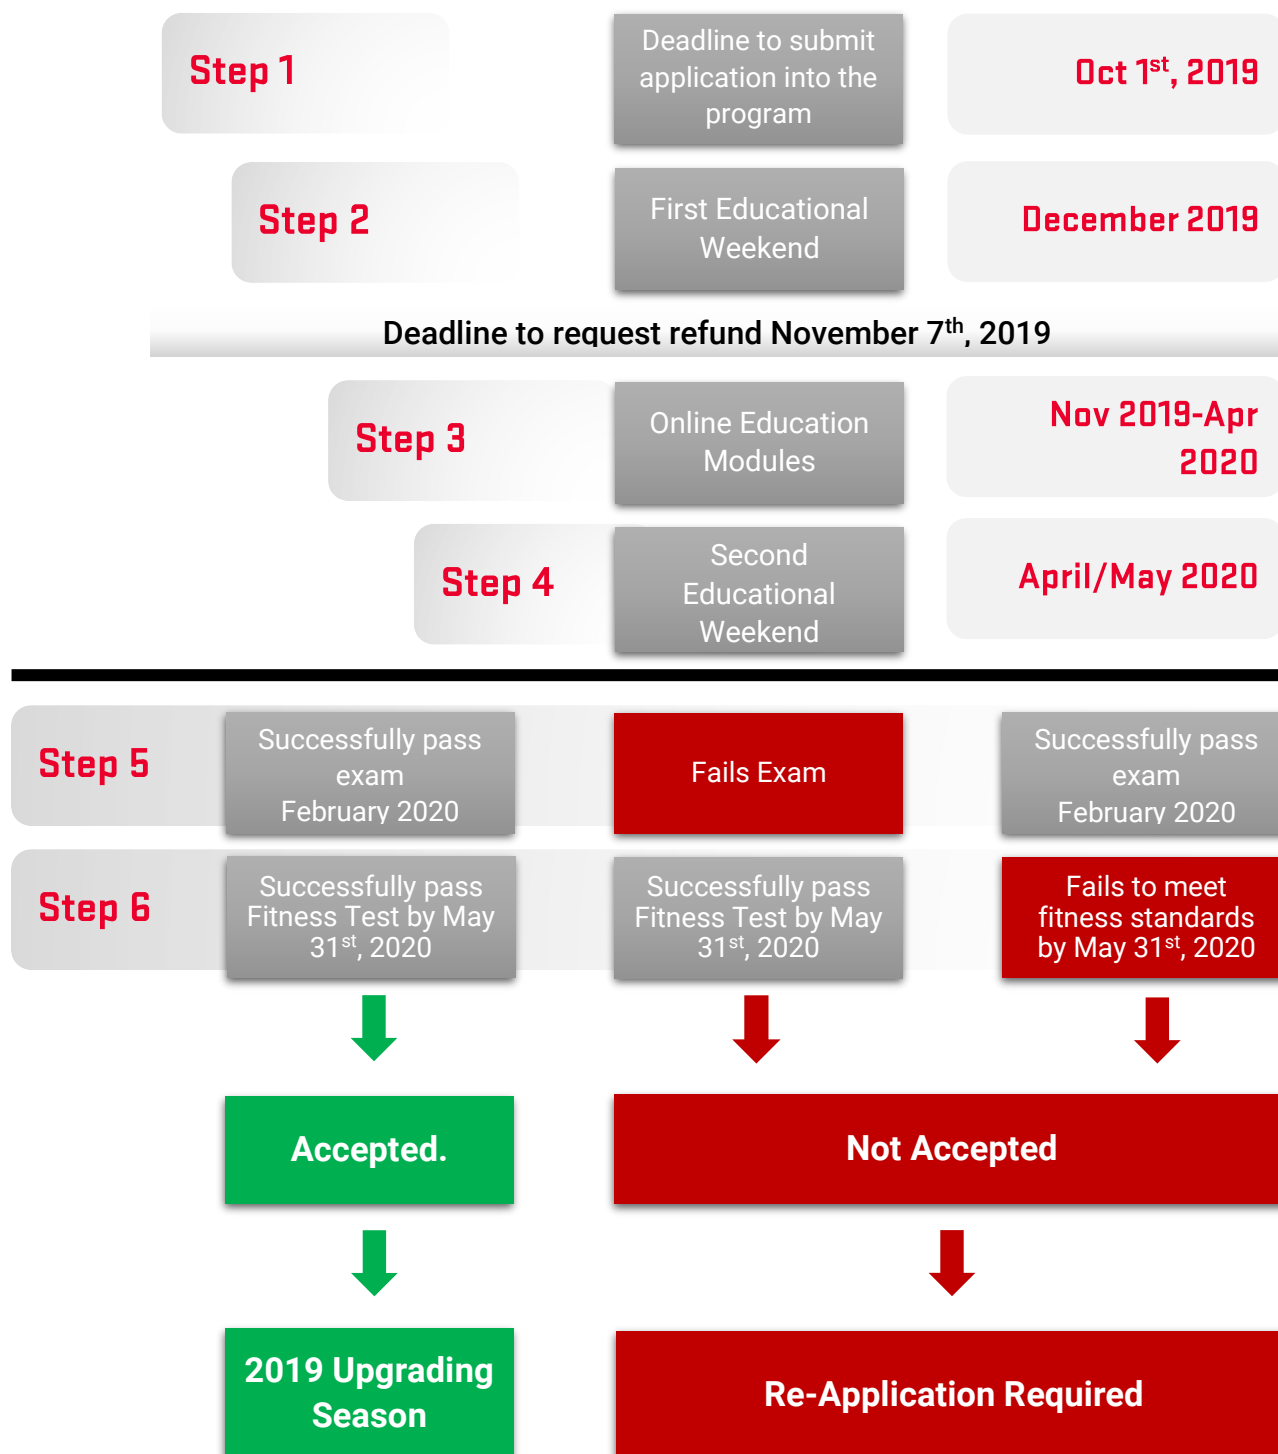 Step 1
Deadline to submit
application into the
program
Oct 1st, 2019
Step 2
First Educational
Weekend
December 2019
Deadline to request refund November 7th, 2019
Step 3
Online Education
Modules
Nov 2019-Apr
2020
Step 4
Second
Educational
Weekend
April/May 2020
Step 5
Successfully pass
exam
February 2020
Fails Exam
Successfully pass
exam
February 2020
Step 6
Successfully pass
Fitness Test by May
31st, 2020
Successfully pass
Fitness Test by May
31st, 2020
Fails to meet
fitness standards
by May 31st, 2020
Accepted.
Not Accepted
2019 Upgrading
Season
Re-Application Required